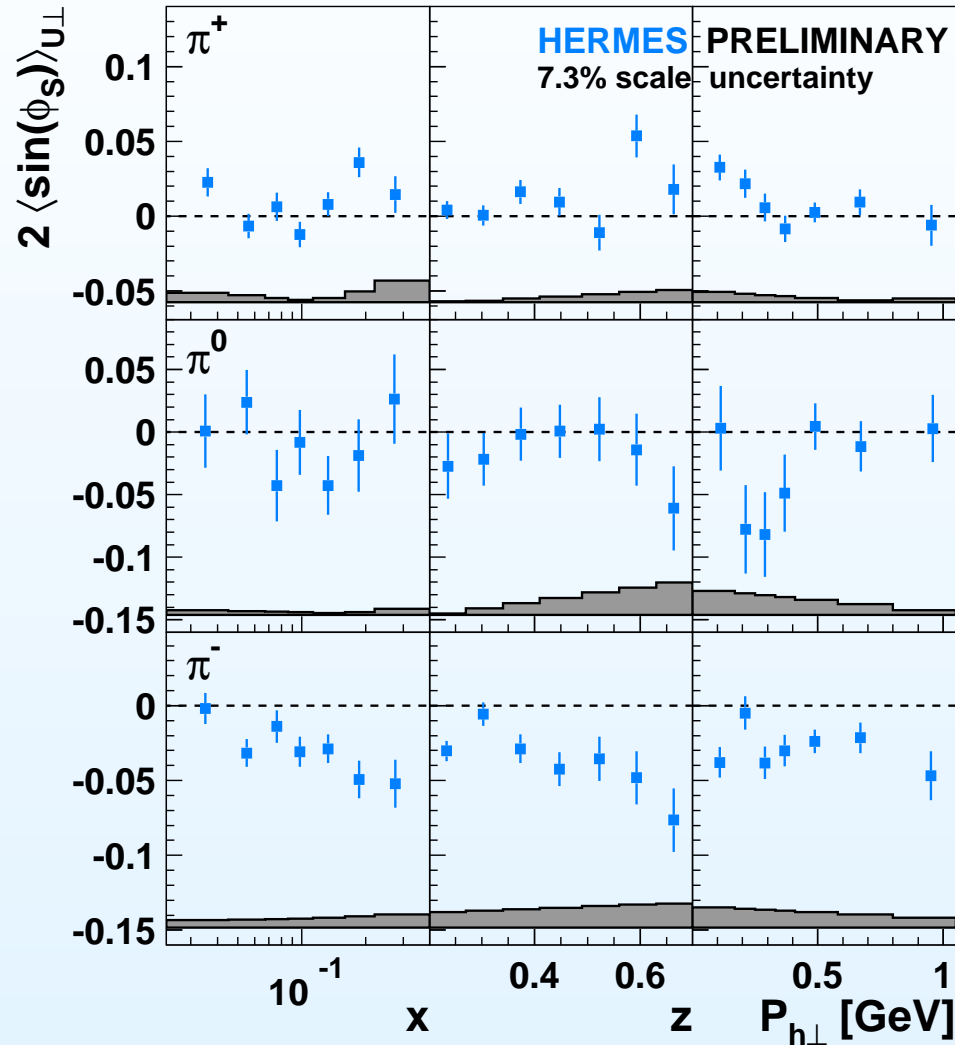 2 ⟨sin(ϕS)⟩U⊥
π+
HERMES PRELIMINARY
7.3% scale uncertainty
0.1
0.05
0
-0.05
π0
0.05
0
-0.05
-0.1
-0.15
π-
0
-0.05
-0.1
-0.15
10-1
0.4 0.6
0.5 1
x
z
Ph⊥ [GeV]